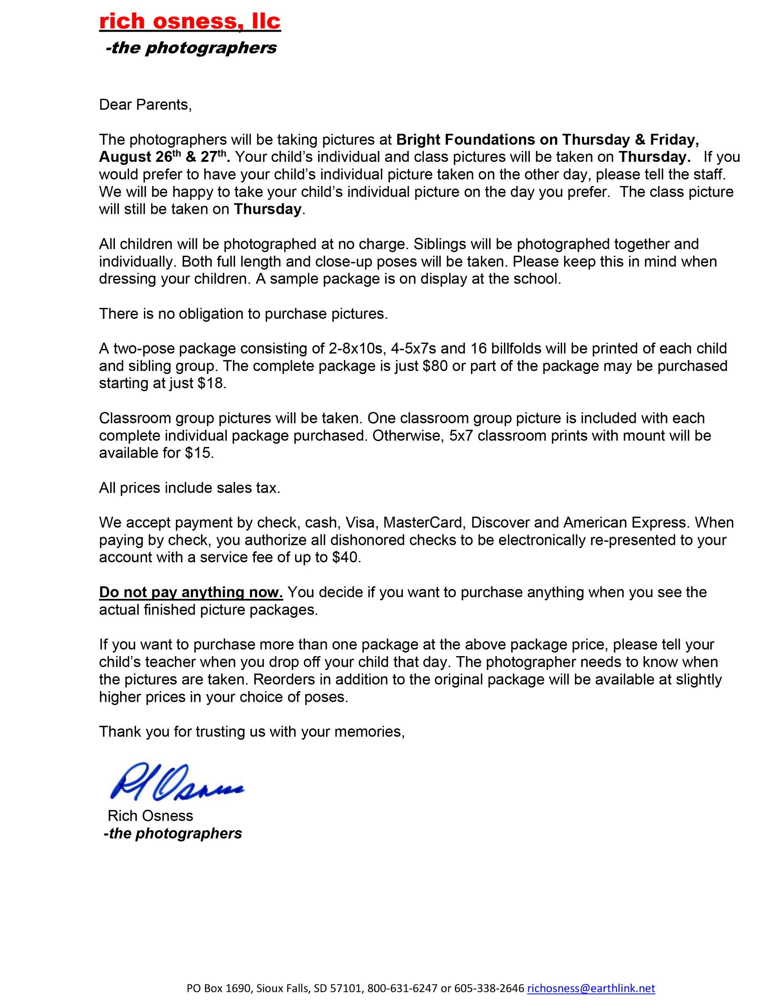 rich osness, llc
-the photographers
Dear Parents,
The photographers will be taking pictures at Bright Foundations on Thursday & Friday,
August 26th & 27th. Your child’s individual and class pictures will be taken on Thursday. If you
would prefer to have your child’s individual picture taken on the other day, please tell the staff.
We will be happy to take your child’s individual picture on the day you prefer. The class picture
will still be taken on Thursday.
All children will be photographed at no charge. Siblings will be photographed together and
individually. Both full length and close-up poses will be taken. Please keep this in mind when
dressing your children. A sample package is on display at the school.
There is no obligation to purchase pictures.
A two-pose package consisting of 2-8x10s, 4-5x7s and 16 billfolds will be printed of each child
and sibling group. The complete package is just $80 or part of the package may be purchased
starting at just $18.
Classroom group pictures will be taken. One classroom group picture is included with each
complete individual package purchased. Otherwise, 5x7 classroom prints with mount will be
available for $15.
All prices include sales tax.
We accept payment by check, cash, Visa, MasterCard, Discover and American Express. When
paying by check, you authorize all dishonored checks to be electronically re-presented to your
account with a service fee of up to $40.
Do not pay anything now. You decide if you want to purchase anything when you see the
actual finished picture packages.
If you want to purchase more than one package at the above package price, please tell your
child’s teacher when you drop off your child that day. The photographer needs to know when
the pictures are taken. Reorders in addition to the original package will be available at slightly
higher prices in your choice of poses.
Thank you for trusting us with your memories,
R Osness
Rich Osness
-the photographers
PO Box 1690, Sioux Falls, SD 57101, 800-631-6247 or 605-338-2646 richosness@earthlink.net